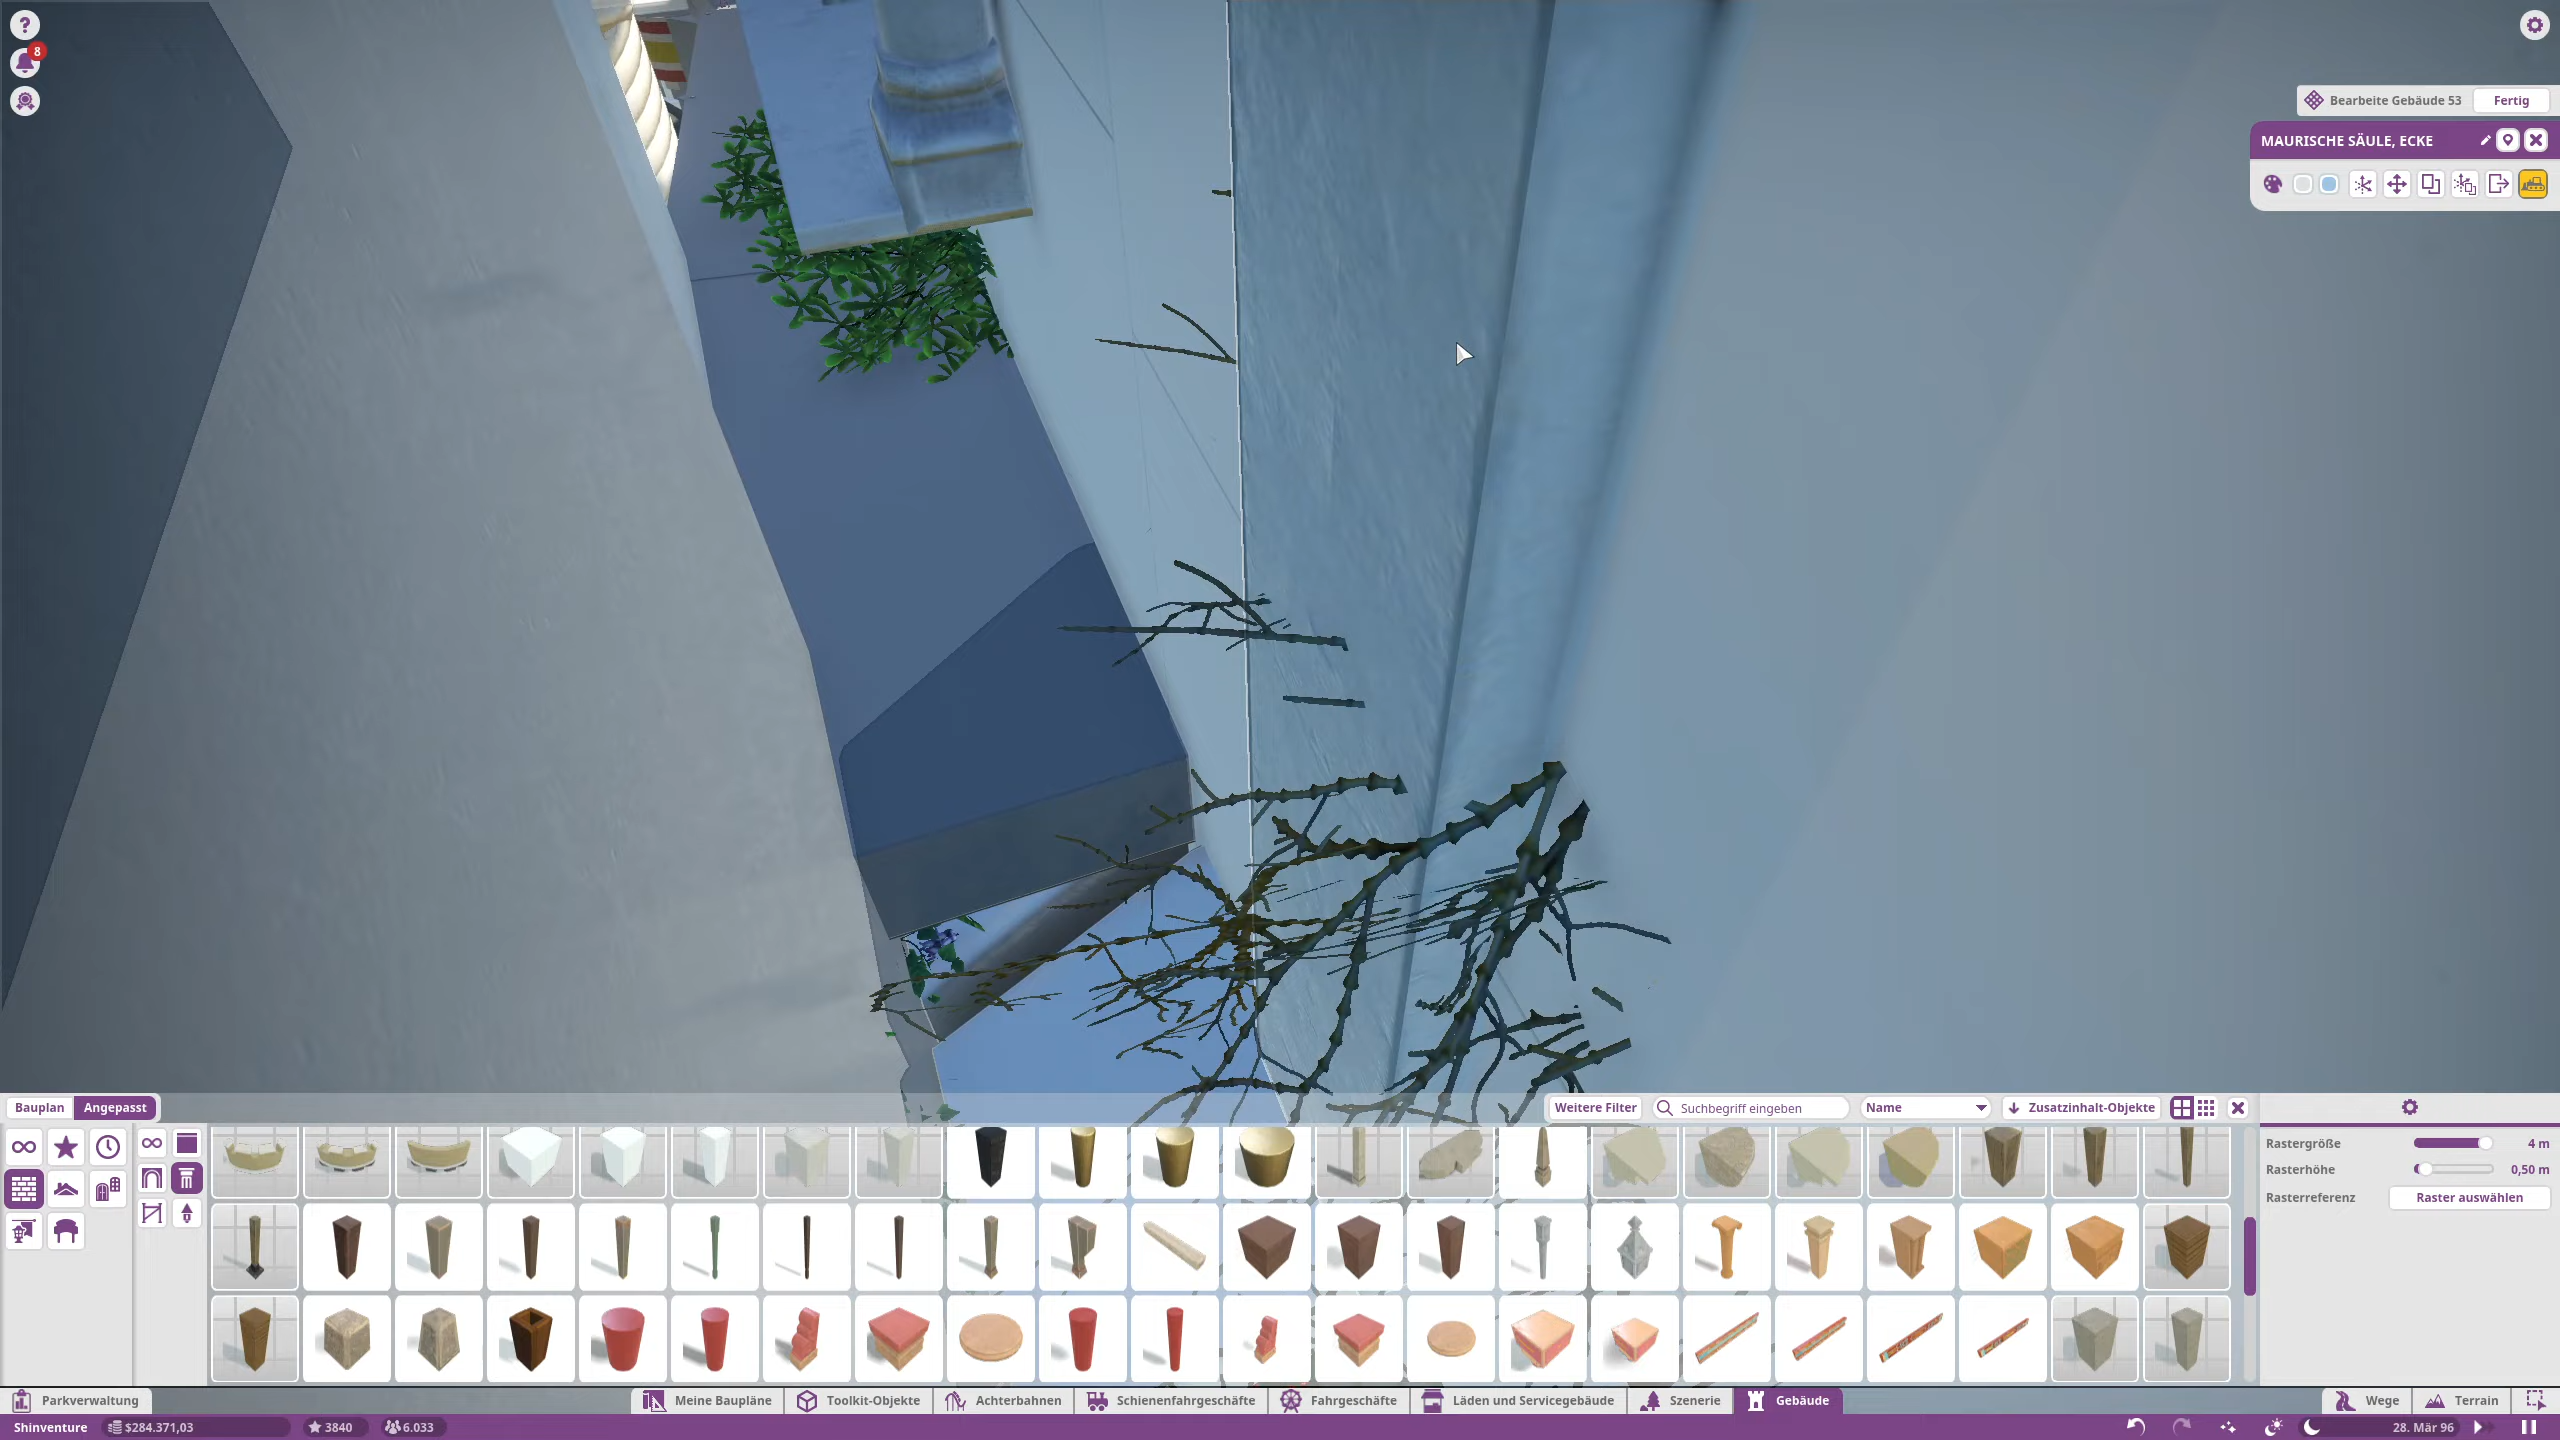 ?
8
Bearbeite Gebäude 53
Fertig
MAURISCHE SÄULE, ECKE
Bauplan
Angepasst
Weitere Filter
Suchbegriff eingeben
Name
Zusatzinhalt-Objekte
Rastergröße
4 m
Rasterhöhe
0,50 m
Rasterreferenz
Raster auswählen
Parkverwaltung
Meine Baupläne
Toolkit-Objekte
Achterbahnen
Schienenfahrgeschäfte
Fahrgeschäfte
Läden und Servicegebäude
Szenerie
Gebäude
Wege
Terrain
Shinventure
$284.371,03
3840
6.033
28. Mär 96